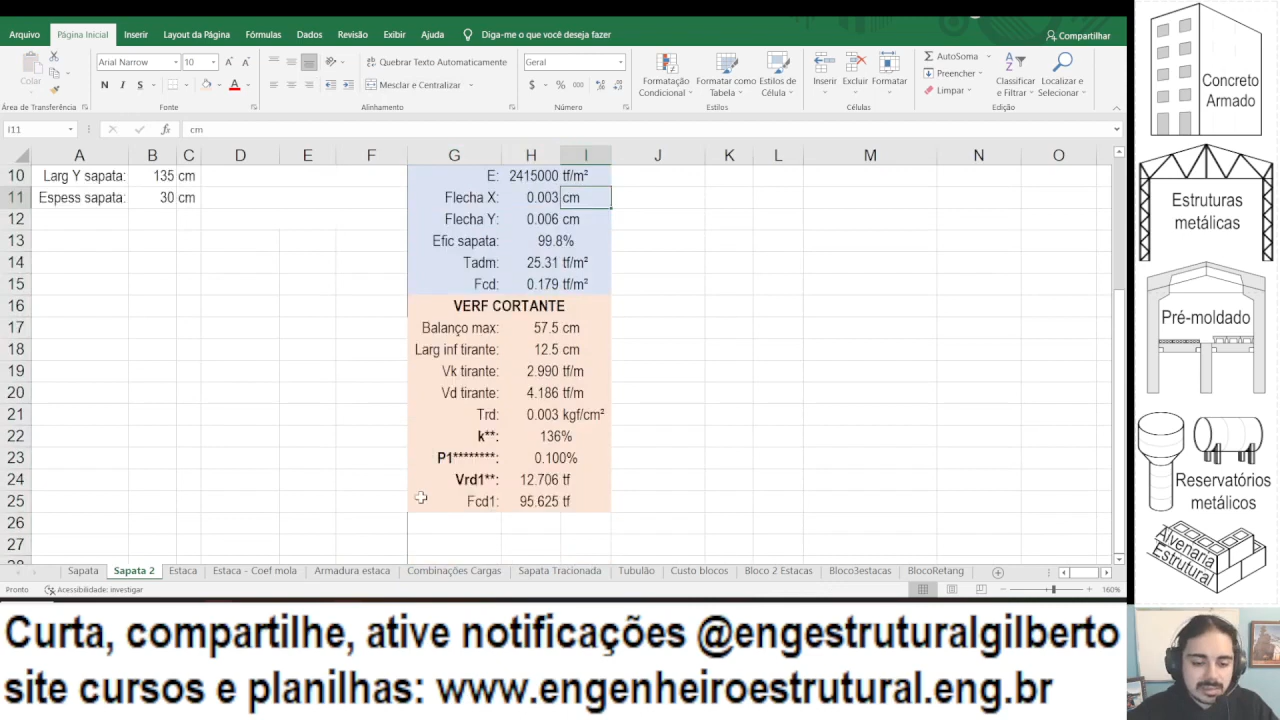 Arquivo Página Inicial Inserir Layout da Página Fórmulas Dados Revisão Exibir Ajuda Diga-me o que você deseja fazer Compartilhar
Colar
Arial Narrow 10
N I S
Quebrar Texto Automaticamente
Mesclar e Centralizar
Geral
$ % 000
Formatação Condicional
Formatar como Tabela
Estilos de Célula
Inserir Excluir Formatar
AutoSoma
Preencher
Limpar
Classificar e Filtrar
Localizar e Selecionar
Área de Transferência Fonte Alinhamento Número Estilos Células Edição
I11 fx cm
A B C D E F G H I J K L M N O
10 Larg Y sapata: 135 cm E: 2415000 tf/m²
11 Espess sapata: 30 cm Flecha X: 0.003 cm
12 Flecha Y: 0.006 cm
13 Efic sapata: 99.8%
14 Tadm: 25.31 tf/m²
15 Fcd: 0.179 tf/m²
16 VERF CORTANTE
17 Balanço max: 57.5 cm
18 Larg inf tirante: 12.5 cm
19 Vk tirante: 2.990 tf/m
20 Vd tirante: 4.186 tf/m
21 Trd: 0.003 kgf/cm²
22 k**: 136%
23 P1********: 0.100%
24 Vrd1**: 12.706 tf
25 Fcd1: 95.625 tf
26
27
Sapata Sapata 2 Estaca Estaca - Coef mola Armadura estaca Combinações Cargas Sapata Tracionada Tubulão Custo blocos Bloco 2 Estacas Bloco3estacas BlocoRetang
Pronto Acessibilidade: investigar 160%
Concreto
Armado
Estruturas
metálicas
Pré-moldado
Reservatórios
metálicos
Alvenaria
Estrutural
Curta, compartilhe, ative notificações @engestruturalgilberto
site cursos e planilhas: www.engenheiroestrutural.eng.br